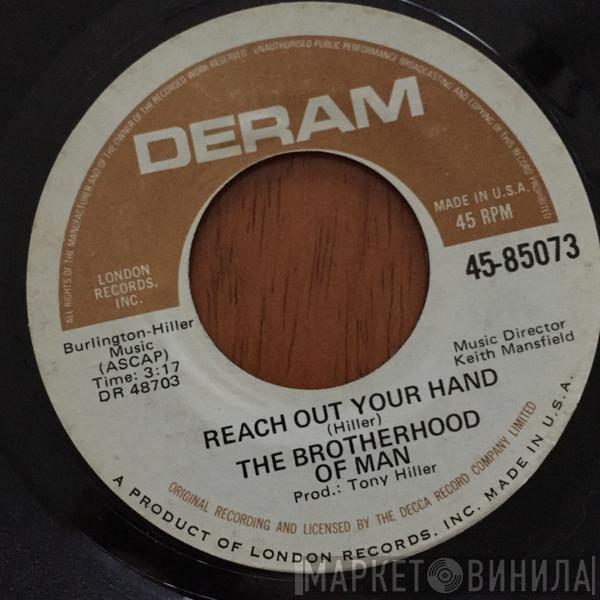 ALL RIGHTS OF THE MANUFACTURER AND OF THE OWNER OF THE RECORDED WORK RESERVED UNAUTHORISED PUBLIC PERFORMANCE BROADCASTING AND COPYING OF THIS RECORD PROHIBITED
DERAM
MADE IN U.S.A.
45 RPM
LONDON
RECORDS,
INC.
45-85073
Burlington-Hiller
Music
(ASCAP)
Time: 3:17
DR 48703
Music Director
Keith Mansfield
REACH OUT YOUR HAND
(Hiller)
THE BROTHERHOOD
OF MAN
Prod.: Tony Hiller
ORIGINAL RECORDING AND LICENSED BY THE DECCA RECORD COMPANY LIMITED
A PRODUCT OF LONDON RECORDS, INC. MADE IN U.S.A.
МАРКЕТ ВИНИЛА